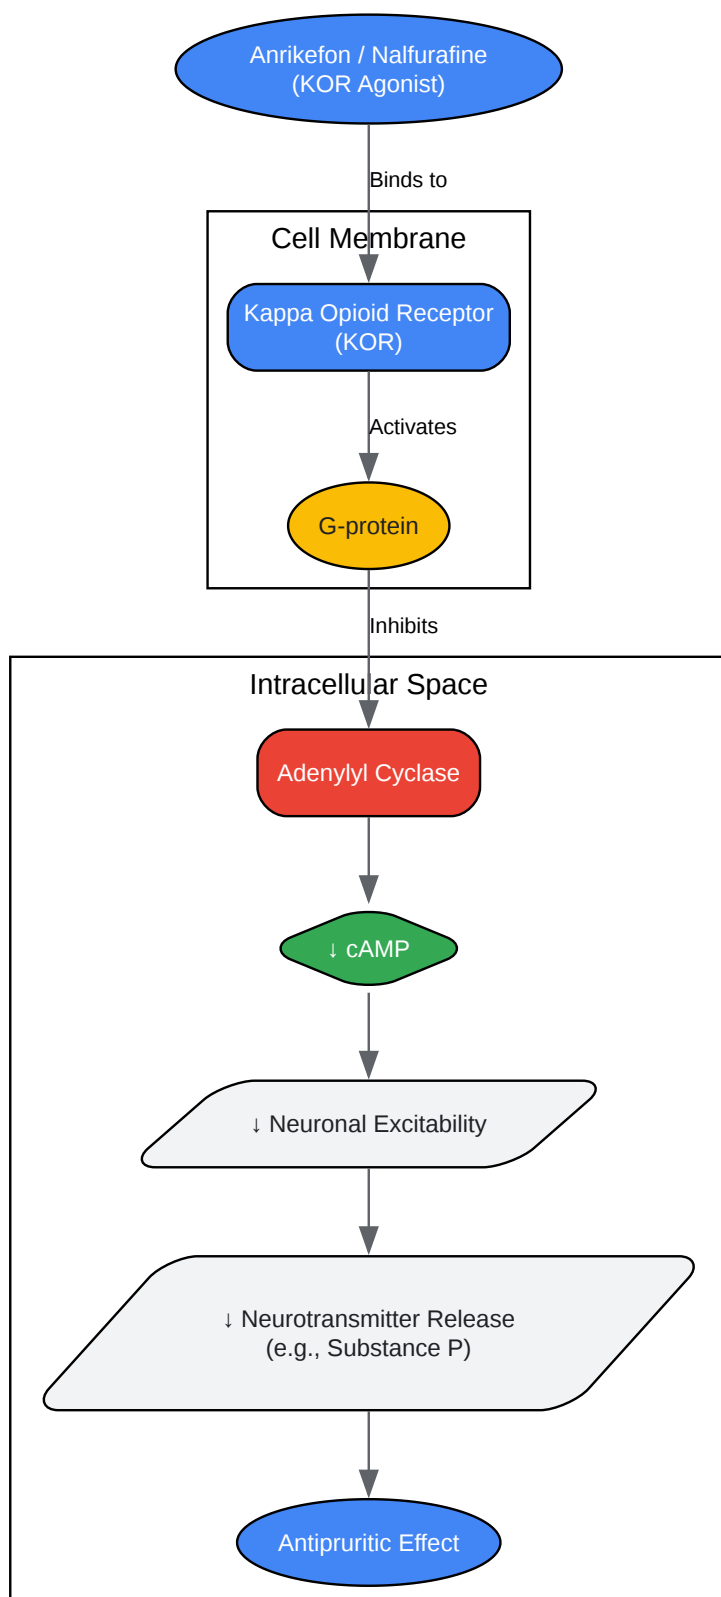 Anrikefon / Nalfurafine
(KOR Agonist)
Binds to
Cell Membrane
Kappa Opioid Receptor
(KOR)
Activates
G-protein
Inhibits
Intracellular Space
Adenylyl Cyclase
↓ cAMP
↓ Neuronal Excitability
↓ Neurotransmitter Release
(e.g., Substance P)
Antipruritic Effect